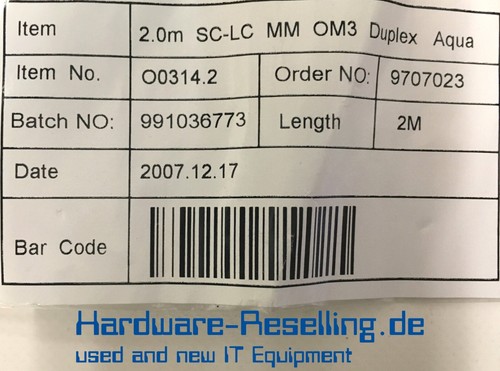 Item 2.0m SC-LC MM OM3 Duplex Aqua
Item No. O0314.2 Order NO: 9707023
Batch NO: 991036773 Length 2M
Date 2007.12.17
Bar Code
Hardware-Reselling.de
used and new IT Equipment